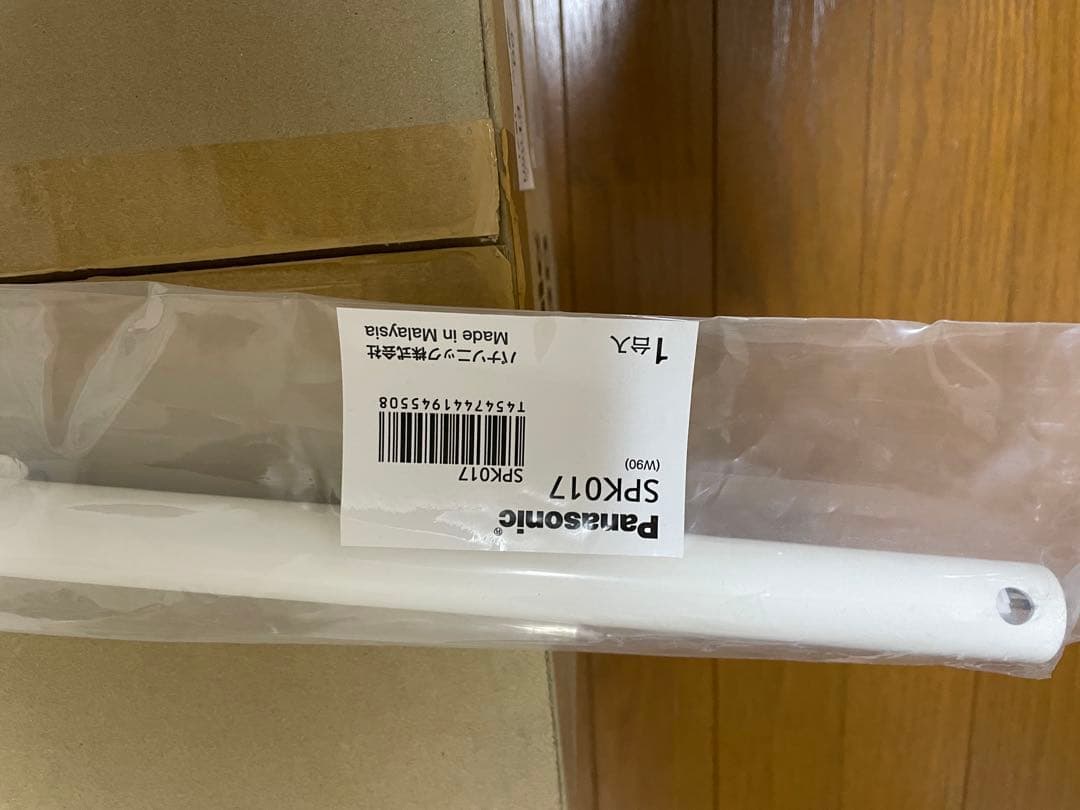 Panasonic®
SPK017
(W90)
SPK017
T4547441945508
1台入
パナソニック株式会社
Made in Malaysia